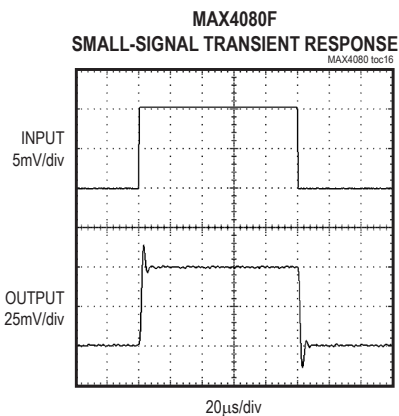 MAX4080F
SMALL-SIGNAL TRANSIENT RESPONSE
MAX4080 toc16
INPUT
5mV/div
OUTPUT
25mV/div
20μs/div